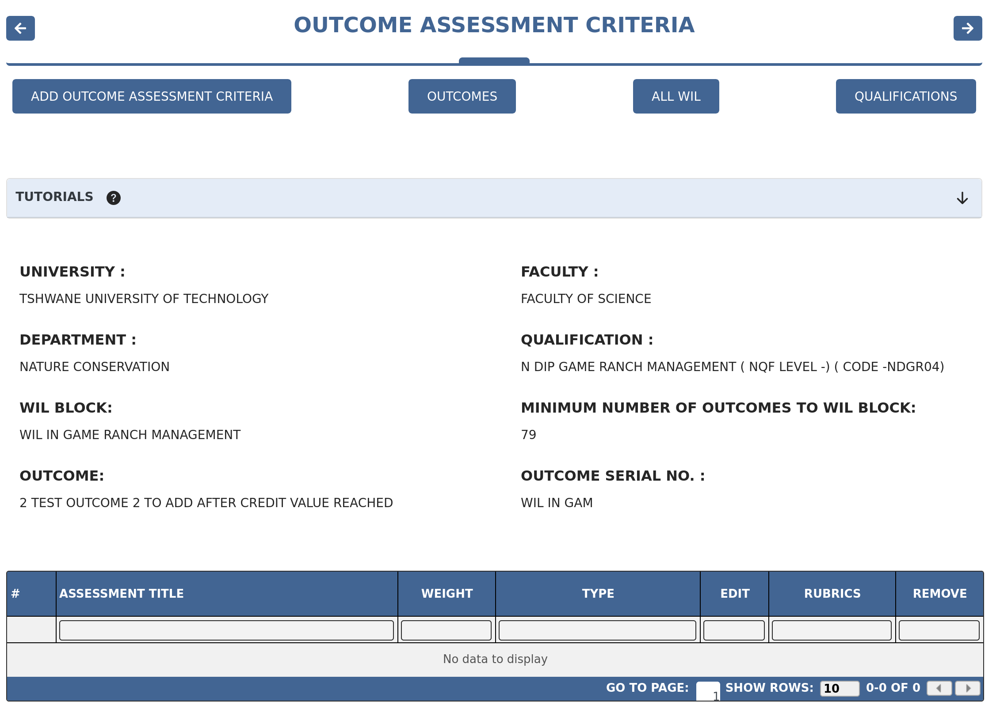 OUTCOME ASSESSMENT CRITERIA
ADD OUTCOME ASSESSMENT CRITERIA OUTCOMES ALL WIL QUALIFICATIONS
TUTORIALS ?
UNIVERSITY : FACULTY :
TSHWANE UNIVERSITY OF TECHNOLOGY FACULTY OF SCIENCE
DEPARTMENT : QUALIFICATION :
NATURE CONSERVATION N DIP GAME RANCH MANAGEMENT ( NQF LEVEL -) ( CODE -NDGR04)
WIL BLOCK: MINIMUM NUMBER OF OUTCOMES TO WIL BLOCK:
WIL IN GAME RANCH MANAGEMENT 79
OUTCOME: OUTCOME SERIAL NO. :
2 TEST OUTCOME 2 TO ADD AFTER CREDIT VALUE REACHED WIL IN GAM
# ASSESSMENT TITLE WEIGHT TYPE EDIT RUBRICS REMOVE
No data to display
GO TO PAGE: 1 SHOW ROWS: 10 0-0 OF 0